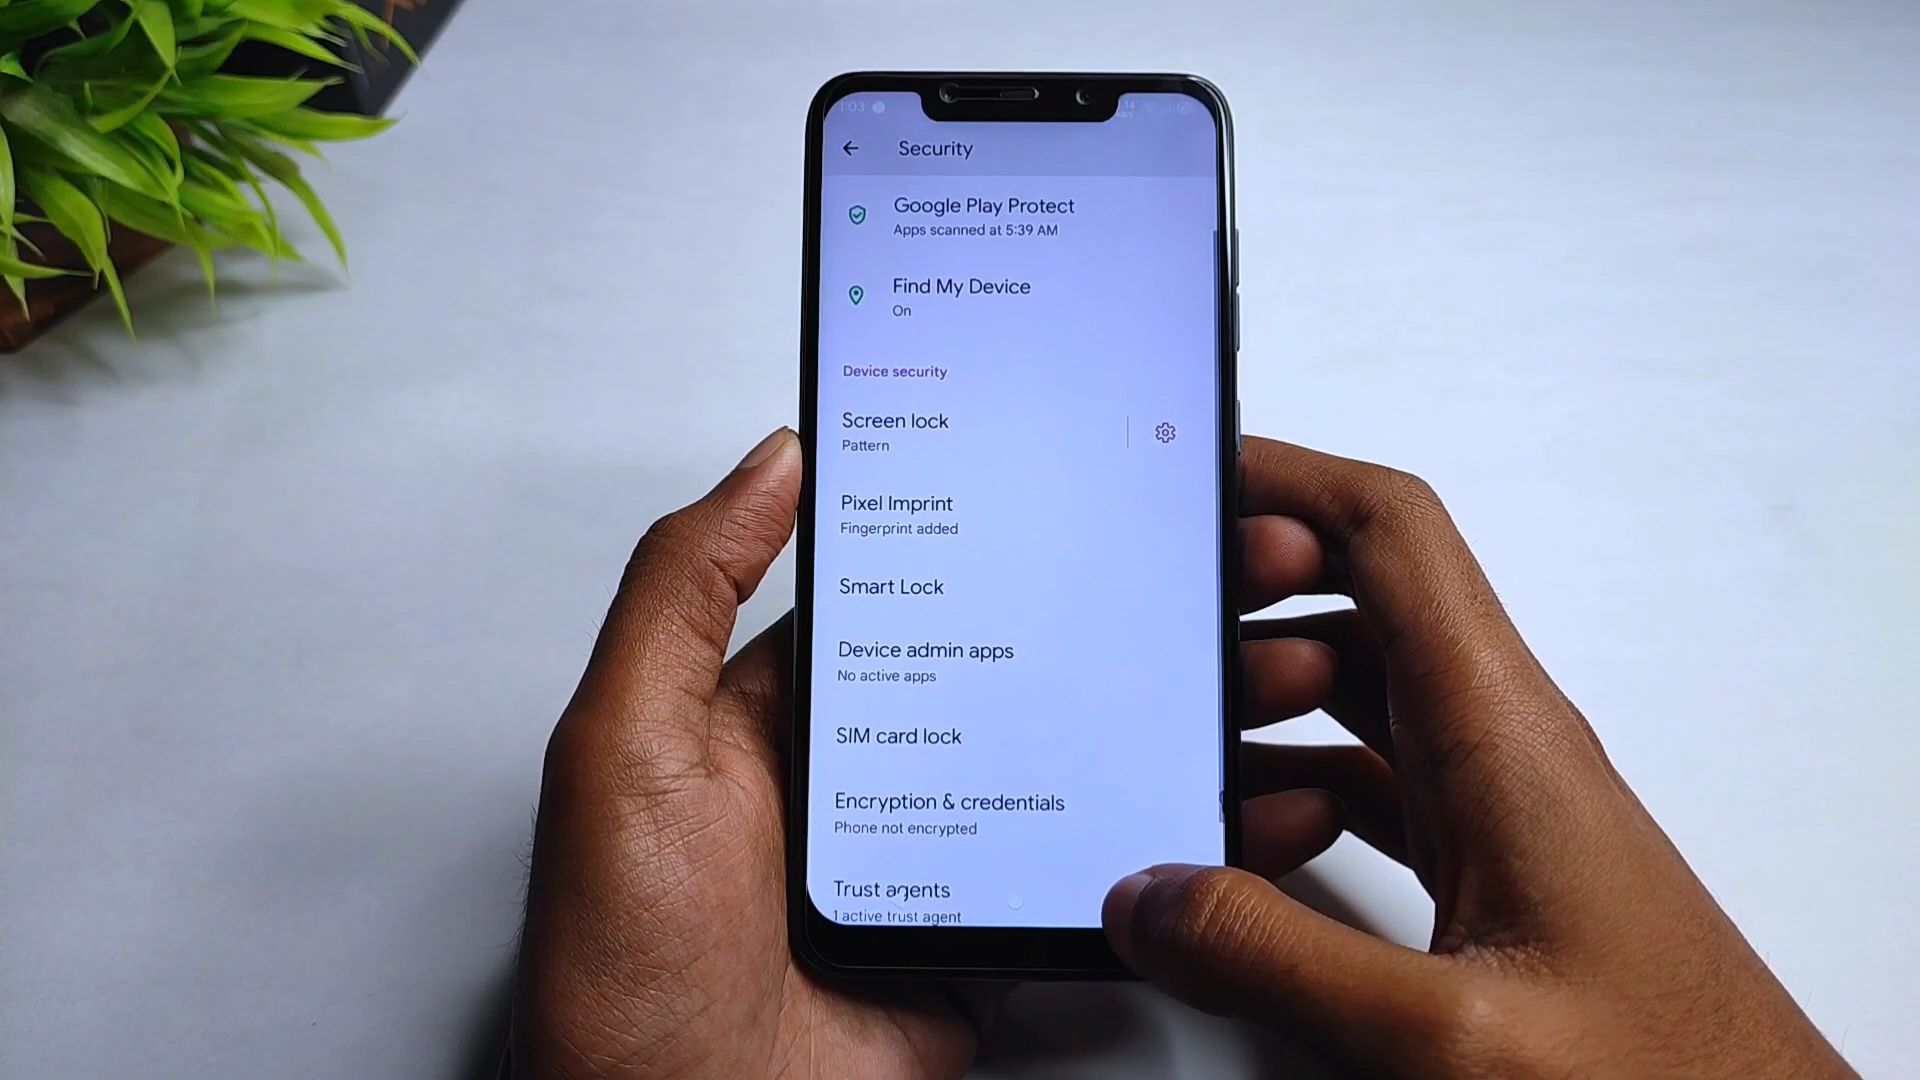 1:03
Security
Google Play Protect
Apps scanned at 5:39 AM
Find My Device
On
Device security
Screen lock
Pattern
Pixel Imprint
Fingerprint added
Smart Lock
Device admin apps
No active apps
SIM card lock
Encryption & credentials
Phone not encrypted
Trust agents
1 active trust agent